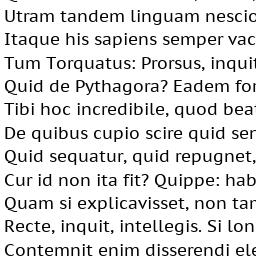 Utram tandem linguam nescio
Itaque his sapiens semper vac
Tum Torquatus: Prorsus, inquit
Quid de Pythagora? Eadem for
Tibi hoc incredibile, quod beat
De quibus cupio scire quid sen
Quid sequatur, quid repugnet,
Cur id non ita fit? Quippe: hab
Quam si explicavisset, non tam
Recte, inquit, intellegis. Si lon
Contemnit enim disserendi ele